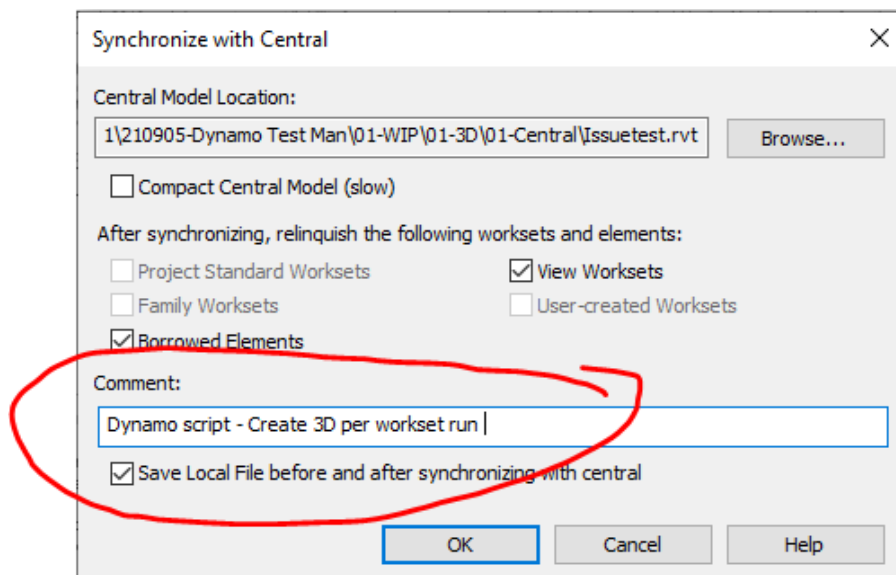 Synchronize with Central
Central Model Location:
1\210905-Dynamo Test Man\01-WIP\01-3D\01-Central\Issuetest.rvt
Browse...
Compact Central Model (slow)
After synchronizing, relinquish the following worksets and elements:
Project Standard Worksets
View Worksets
Family Worksets
User-created Worksets
Borrowed Elements
Comment:
Dynamo script - Create 3D per workset run
Save Local File before and after synchronizing with central
OK
Cancel
Help